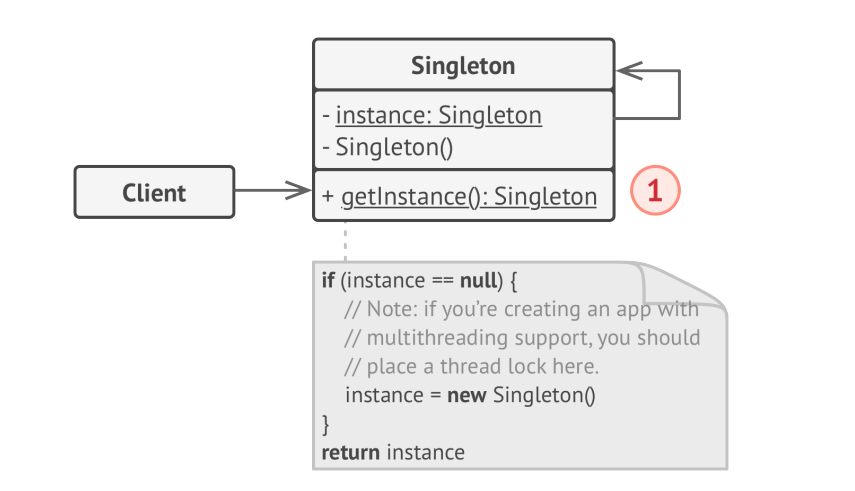 Singleton
- instance: Singleton
- Singleton()
Client
+ getInstance(): Singleton
1
if (instance == null) {
// Note: if you’re creating an app with
// multithreading support, you should
// place a thread lock here.
instance = new Singleton()
}
return instance